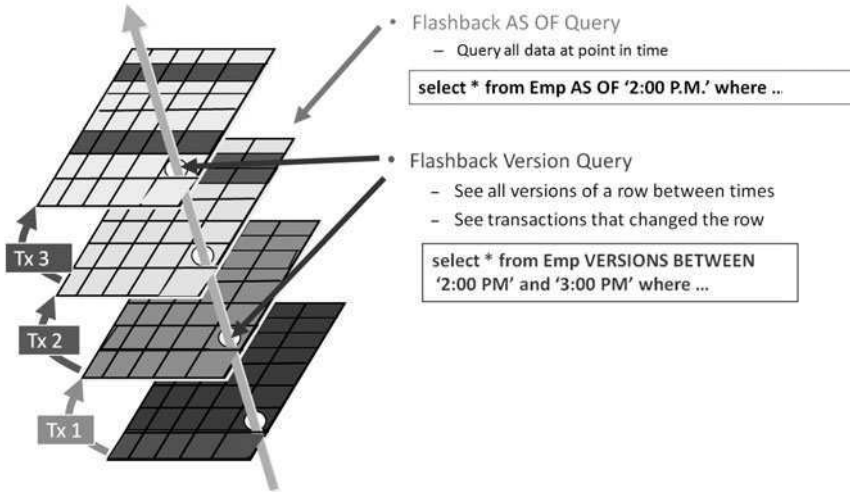 • Flashback AS OF Query
– Query all data at point in time
select * from Emp AS OF ‘2:00 P.M.’ where ...
• Flashback Version Query
– See all versions of a row between times
– See transactions that changed the row
select * from Emp VERSIONS BETWEEN
‘2:00 PM’ and ‘3:00 PM’ where ...
Tx 3
Tx 2
Tx 1